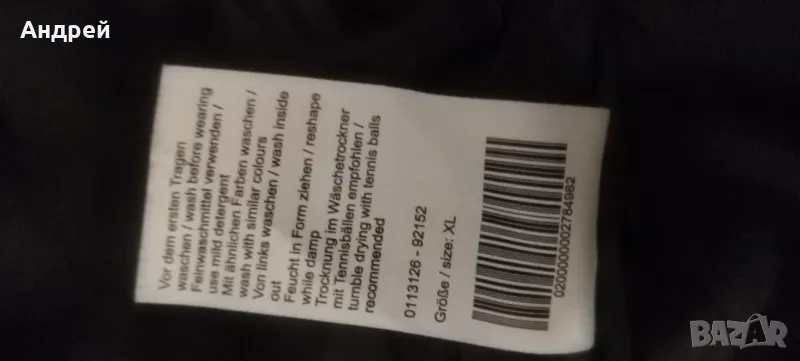 Андрей
Vor dem ersten Tragen
waschen / wash before wearing
Feinwaschmittel verwenden /
use mild detergent
Mit ähnlichen Farben waschen /
wash with similar colours
Von links waschen / wash inside
out
Feucht in Form ziehen / reshape
while damp
Trocknung im Wäschetrockner
mit Tennisbällen empfohlen /
tumble drying with tennis balls
recommended
0113126 - 92152
Größe / size: XL
0200000002784962
BAZAR